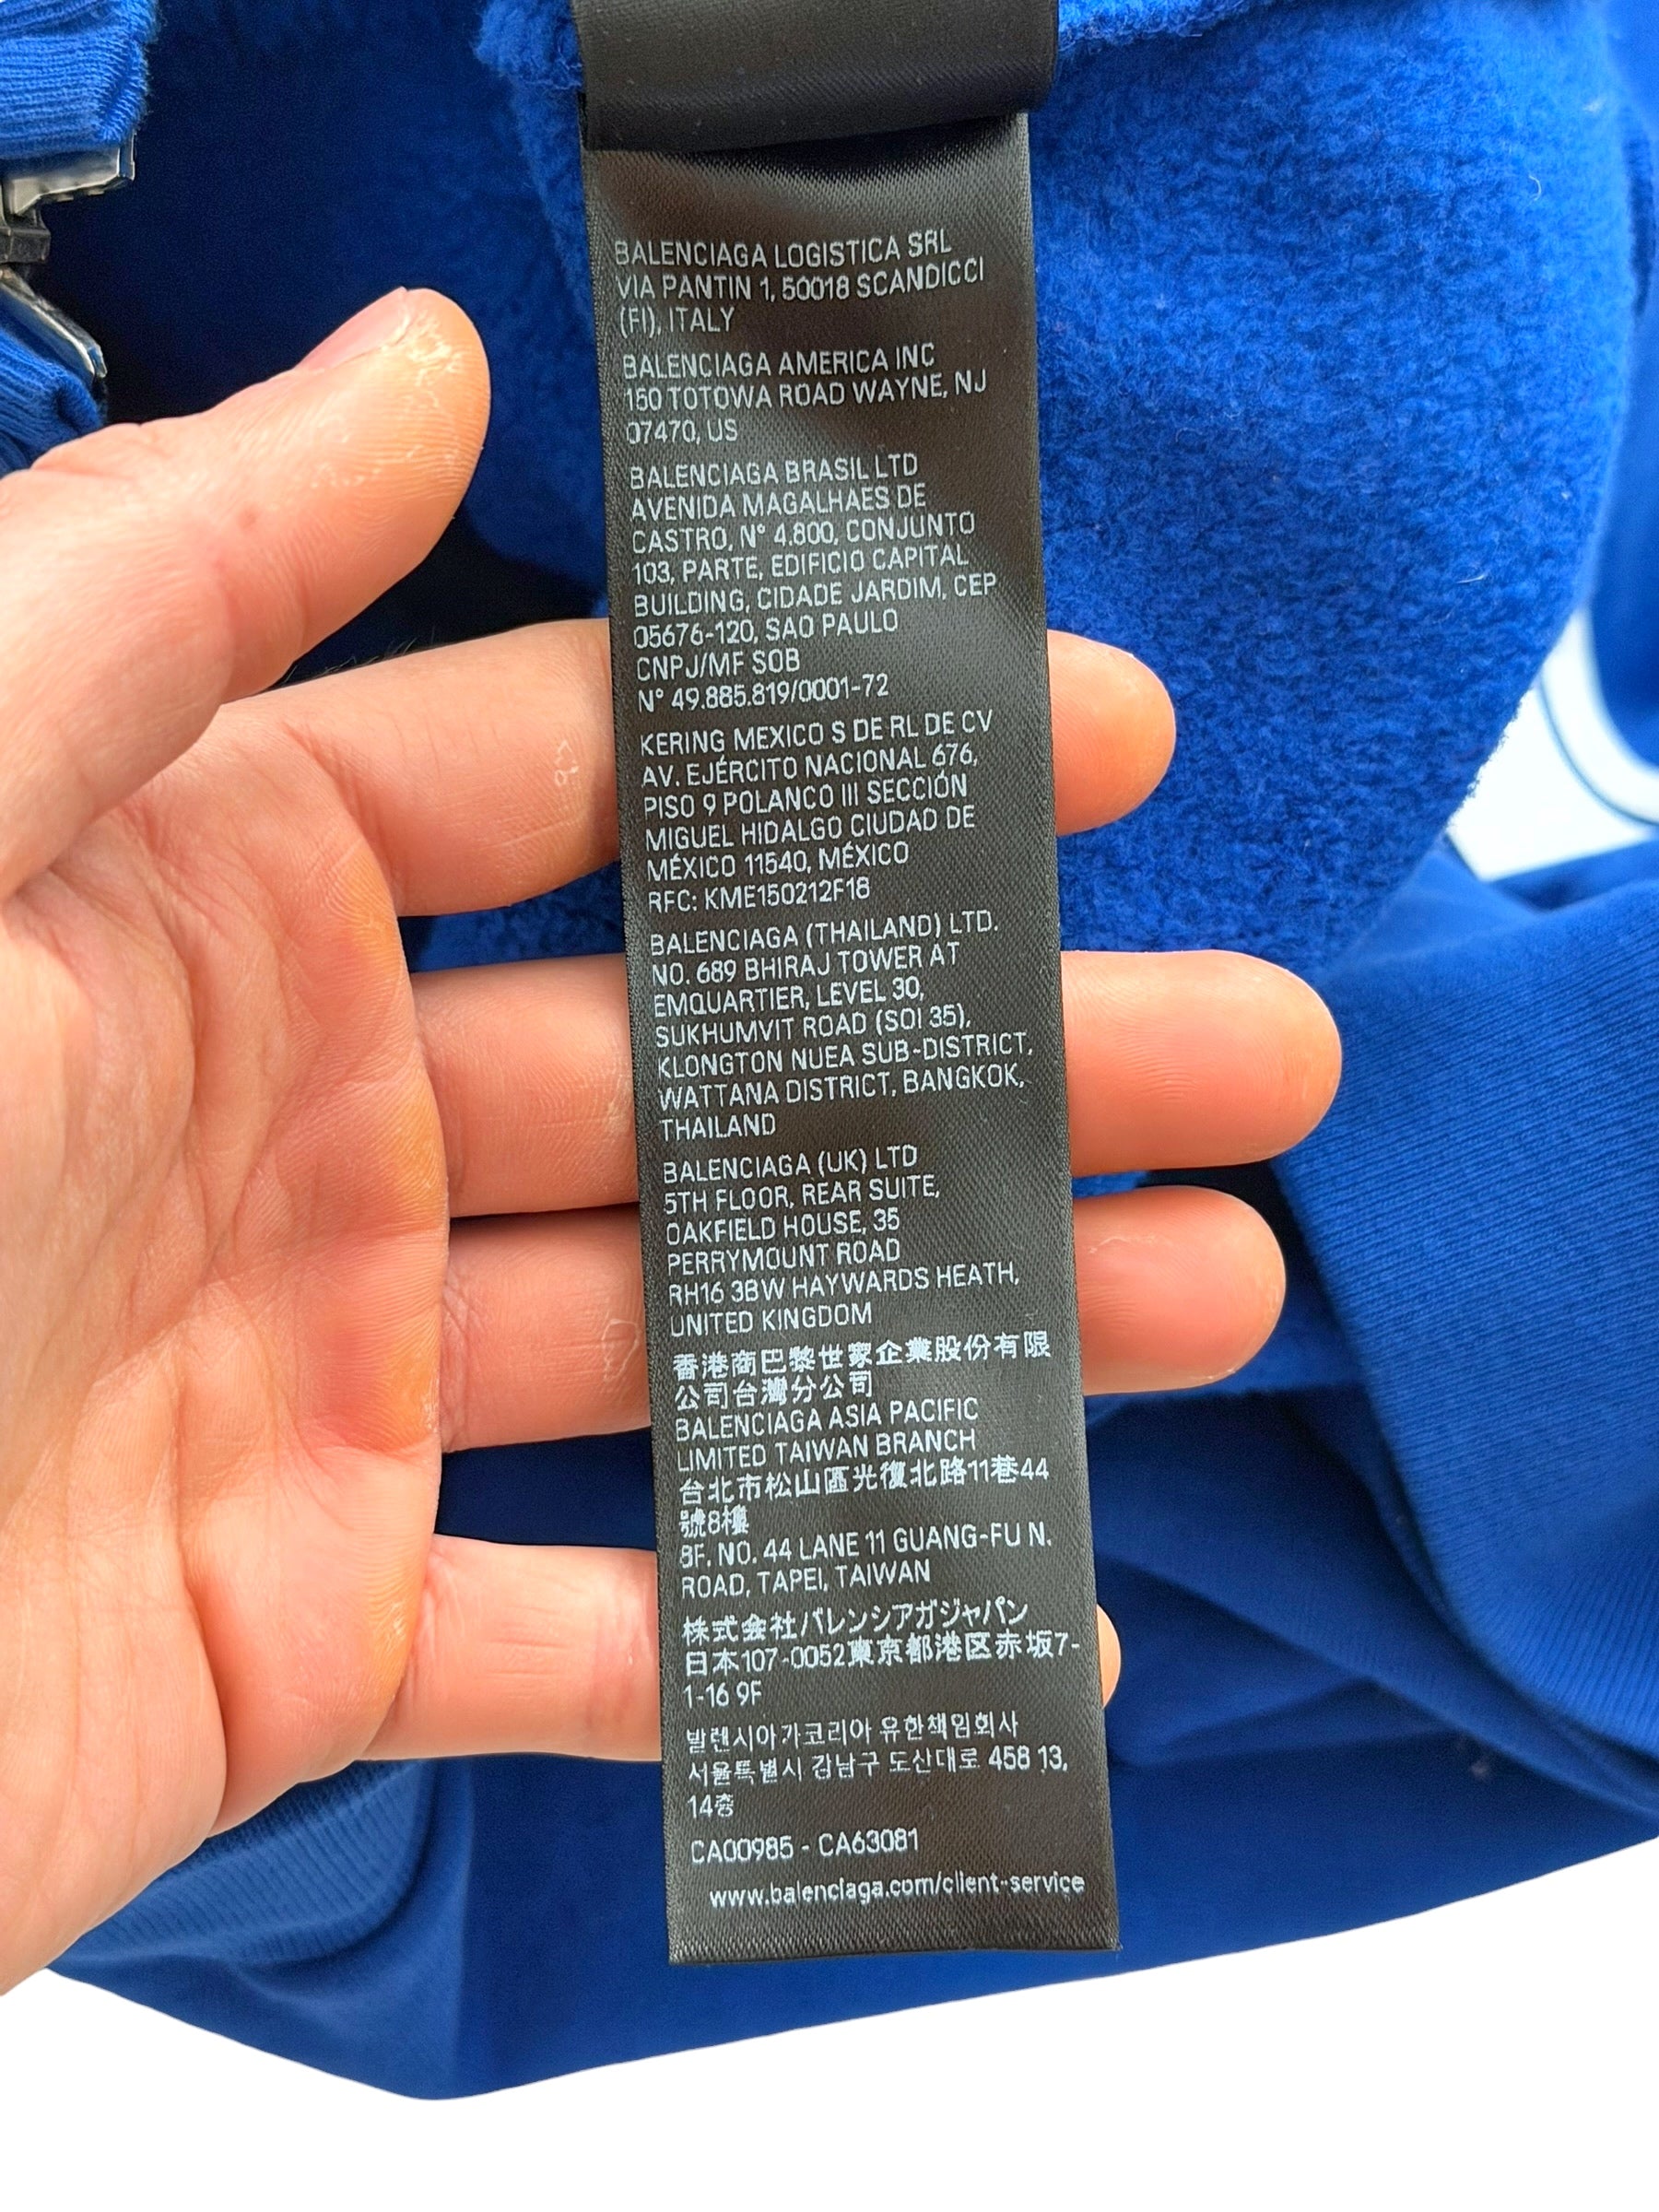 BALENCIAGA LOGISTICA SRL
VIA PANTIN 1, 50018 SCANDICCI
(FI), ITALY
BALENCIAGA AMERICA INC
150 TOTOWA ROAD WAYNE, NJ
07470, US
BALENCIAGA BRASIL LTD
AVENIDA MAGALHAES DE
CASTRO, N° 4.800, CONJUNTO
103, PARTE, EDIFICIO CAPITAL
BUILDING, CIDADE JARDIM, CEP
05676-120, SAO PAULO
CNPJ/MF SOB
N° 49.885.819/0001-72
KERING MEXICO S DE RL DE CV
AV. EJÉRCITO NACIONAL 676,
PISO 9 POLANCO III SECCIÓN
MIGUEL HIDALGO CIUDAD DE
MÉXICO 11540, MÉXICO
RFC: KME150212F18
BALENCIAGA (THAILAND) LTD.
NO. 689 BHIRAJ TOWER AT
EMQUARTIER, LEVEL 30,
SUKHUMVIT ROAD (SOI 35),
KLONGTON NUEA SUB-DISTRICT,
WATTANA DISTRICT, BANGKOK,
THAILAND
BALENCIAGA (UK) LTD
5TH FLOOR, REAR SUITE,
OAKFIELD HOUSE, 35
PERRYMOUNT ROAD
RH16 3BW HAYWARDS HEATH,
UNITED KINGDOM
香港商巴黎世家企業股份有限
公司台灣分公司
BALENCIAGA ASIA PACIFIC
LIMITED TAIWAN BRANCH
台北市松山區光復北路11巷44
號8樓
8F, NO. 44 LANE 11 GUANG-FU N.
ROAD, TAPEI, TAIWAN
株式会社バレンシアガジャパン
日本107-0052東京都港区赤坂7-
1-16 9F
발렌시아가코리아 유한책임회사
서울특별시 강남구 도산대로 458 13,
14층
CA00985 - CA63081
www.balenciaga.com/client-service